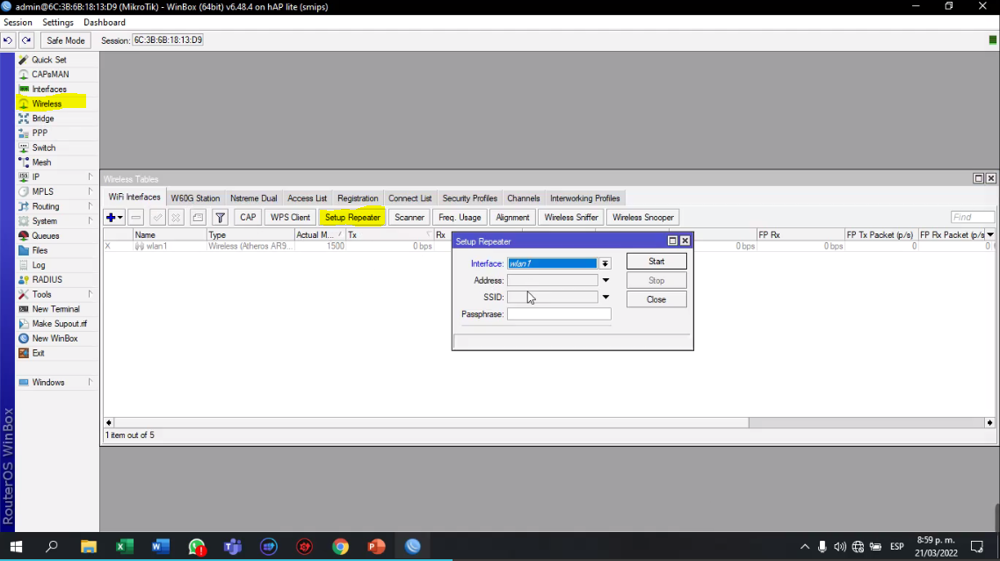 admin@6C:3B:6B:18:13:D9 (MikroTik) - WinBox (64bit) v6.48.4 on hAP lite (smips)
Session Settings Dashboard
Safe Mode Session: 6C:3B:6B:18:13:D9
Quick Set
CAPsMAN
Interfaces
Wireless
Bridge
PPP
Switch
Mesh
IP
MPLS
Routing
System
Queues
Files
Log
RADIUS
Tools
New Terminal
Make Supout.rif
New WinBox
Exit
Windows
RouterOS WinBox
Wireless Tables
WiFi Interfaces W60G Station Nstreme Dual Access List Registration Connect List Security Profiles Channels Interworking Profiles
CAP WPS Client Setup Repeater Scanner Freq. Usage Alignment Wireless Sniffer Wireless Snooper Find
Name Type Actual M... Tx Rx FP Rx FP Tx Packet (p/s) FP Rx Packet (p/s
X wlan1 Wireless (Atheros AR9... 1500 0 bps 0 bps 0
Setup Repeater
Interface: wlan1 Start
Address: Stop
SSID: Close
Passphrase:
1 item out of 5
ESP
8:59 p. m.
21/03/2022